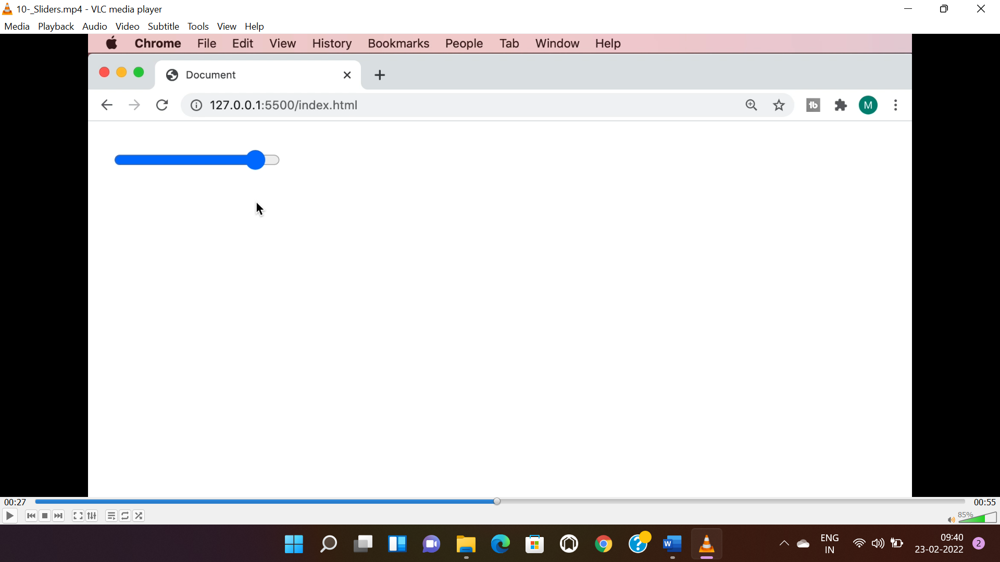 10-_Sliders.mp4 - VLC media player
Media Playback Audio Video Subtitle Tools View Help
Chrome File Edit View History Bookmarks People Tab Window Help
Document
127.0.0.1:5500/index.html
tb
M
00:27
00:55
85%
W
ENG
IN
09:40
23-02-2022
2